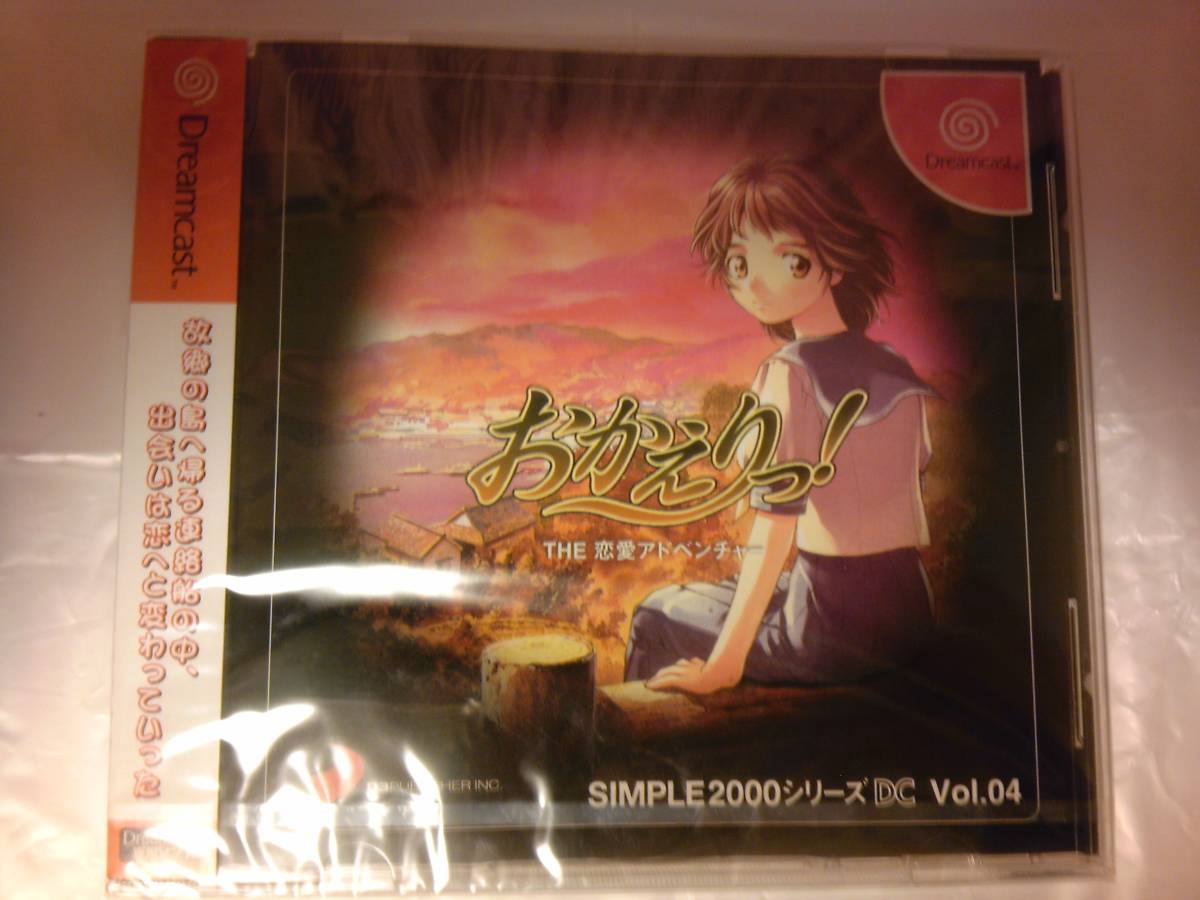 Dreamcast™
故郷の島へ帰る連絡船の中、
出会いは恋へと変わっていった
Dreamcast™
おかえりっ!
THE 恋愛アドベンチャー
INC.
SIMPLE2000シリーズ DC Vol.04